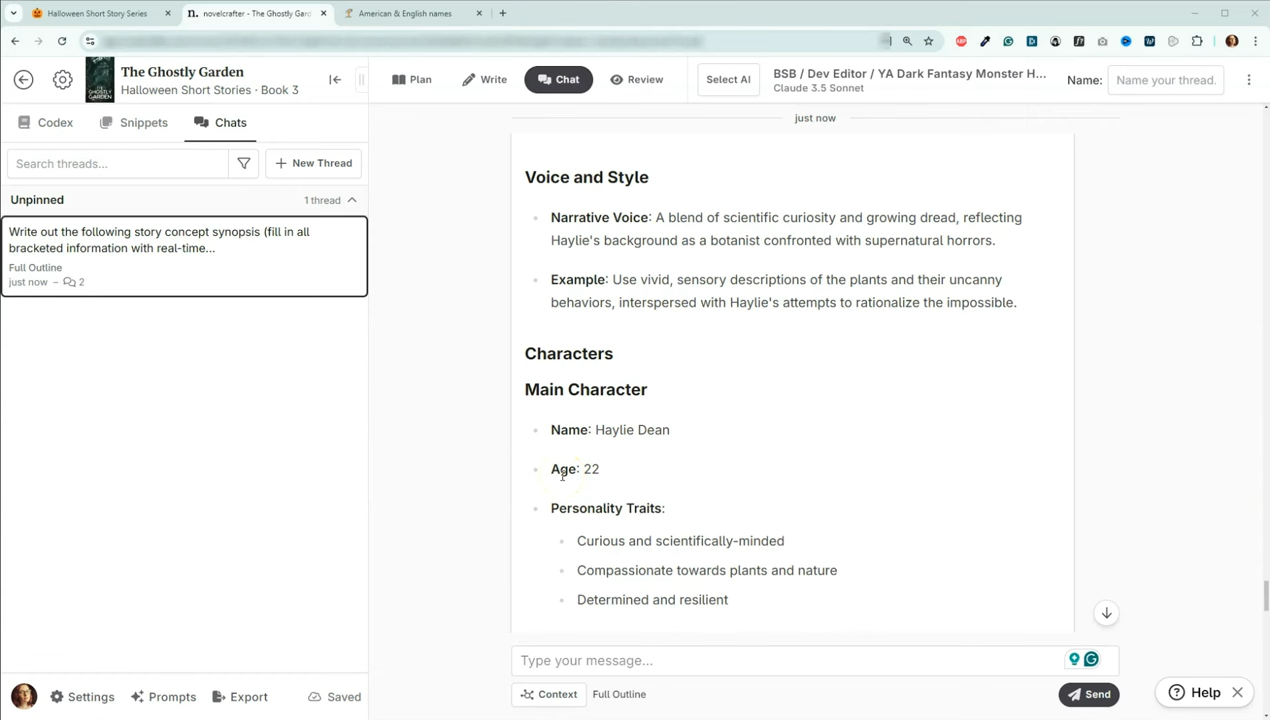 Halloween Short Story Series
novelcrafter - The Ghostly Gard
American & English names
The Ghostly Garden
Halloween Short Stories · Book 3
Plan
Write
Chat
Review
Select AI
BSB / Dev Editor / YA Dark Fantasy Monster H...
Claude 3.5 Sonnet
Name:
Name your thread.
Codex
Snippets
Chats
Search threads...
New Thread
Unpinned
1 thread
Write out the following story concept synopsis (fill in all
bracketed information with real-time...
Full Outline
just now – 2
just now
Voice and Style
Narrative Voice: A blend of scientific curiosity and growing dread, reflecting
Haylie's background as a botanist confronted with supernatural horrors.
Example: Use vivid, sensory descriptions of the plants and their uncanny
behaviors, interspersed with Haylie's attempts to rationalize the impossible.
Characters
Main Character
Name: Haylie Dean
Age: 22
Personality Traits:
Curious and scientifically-minded
Compassionate towards plants and nature
Determined and resilient
Type your message...
Context
Full Outline
Send
Settings
Prompts
Export
Saved
Help